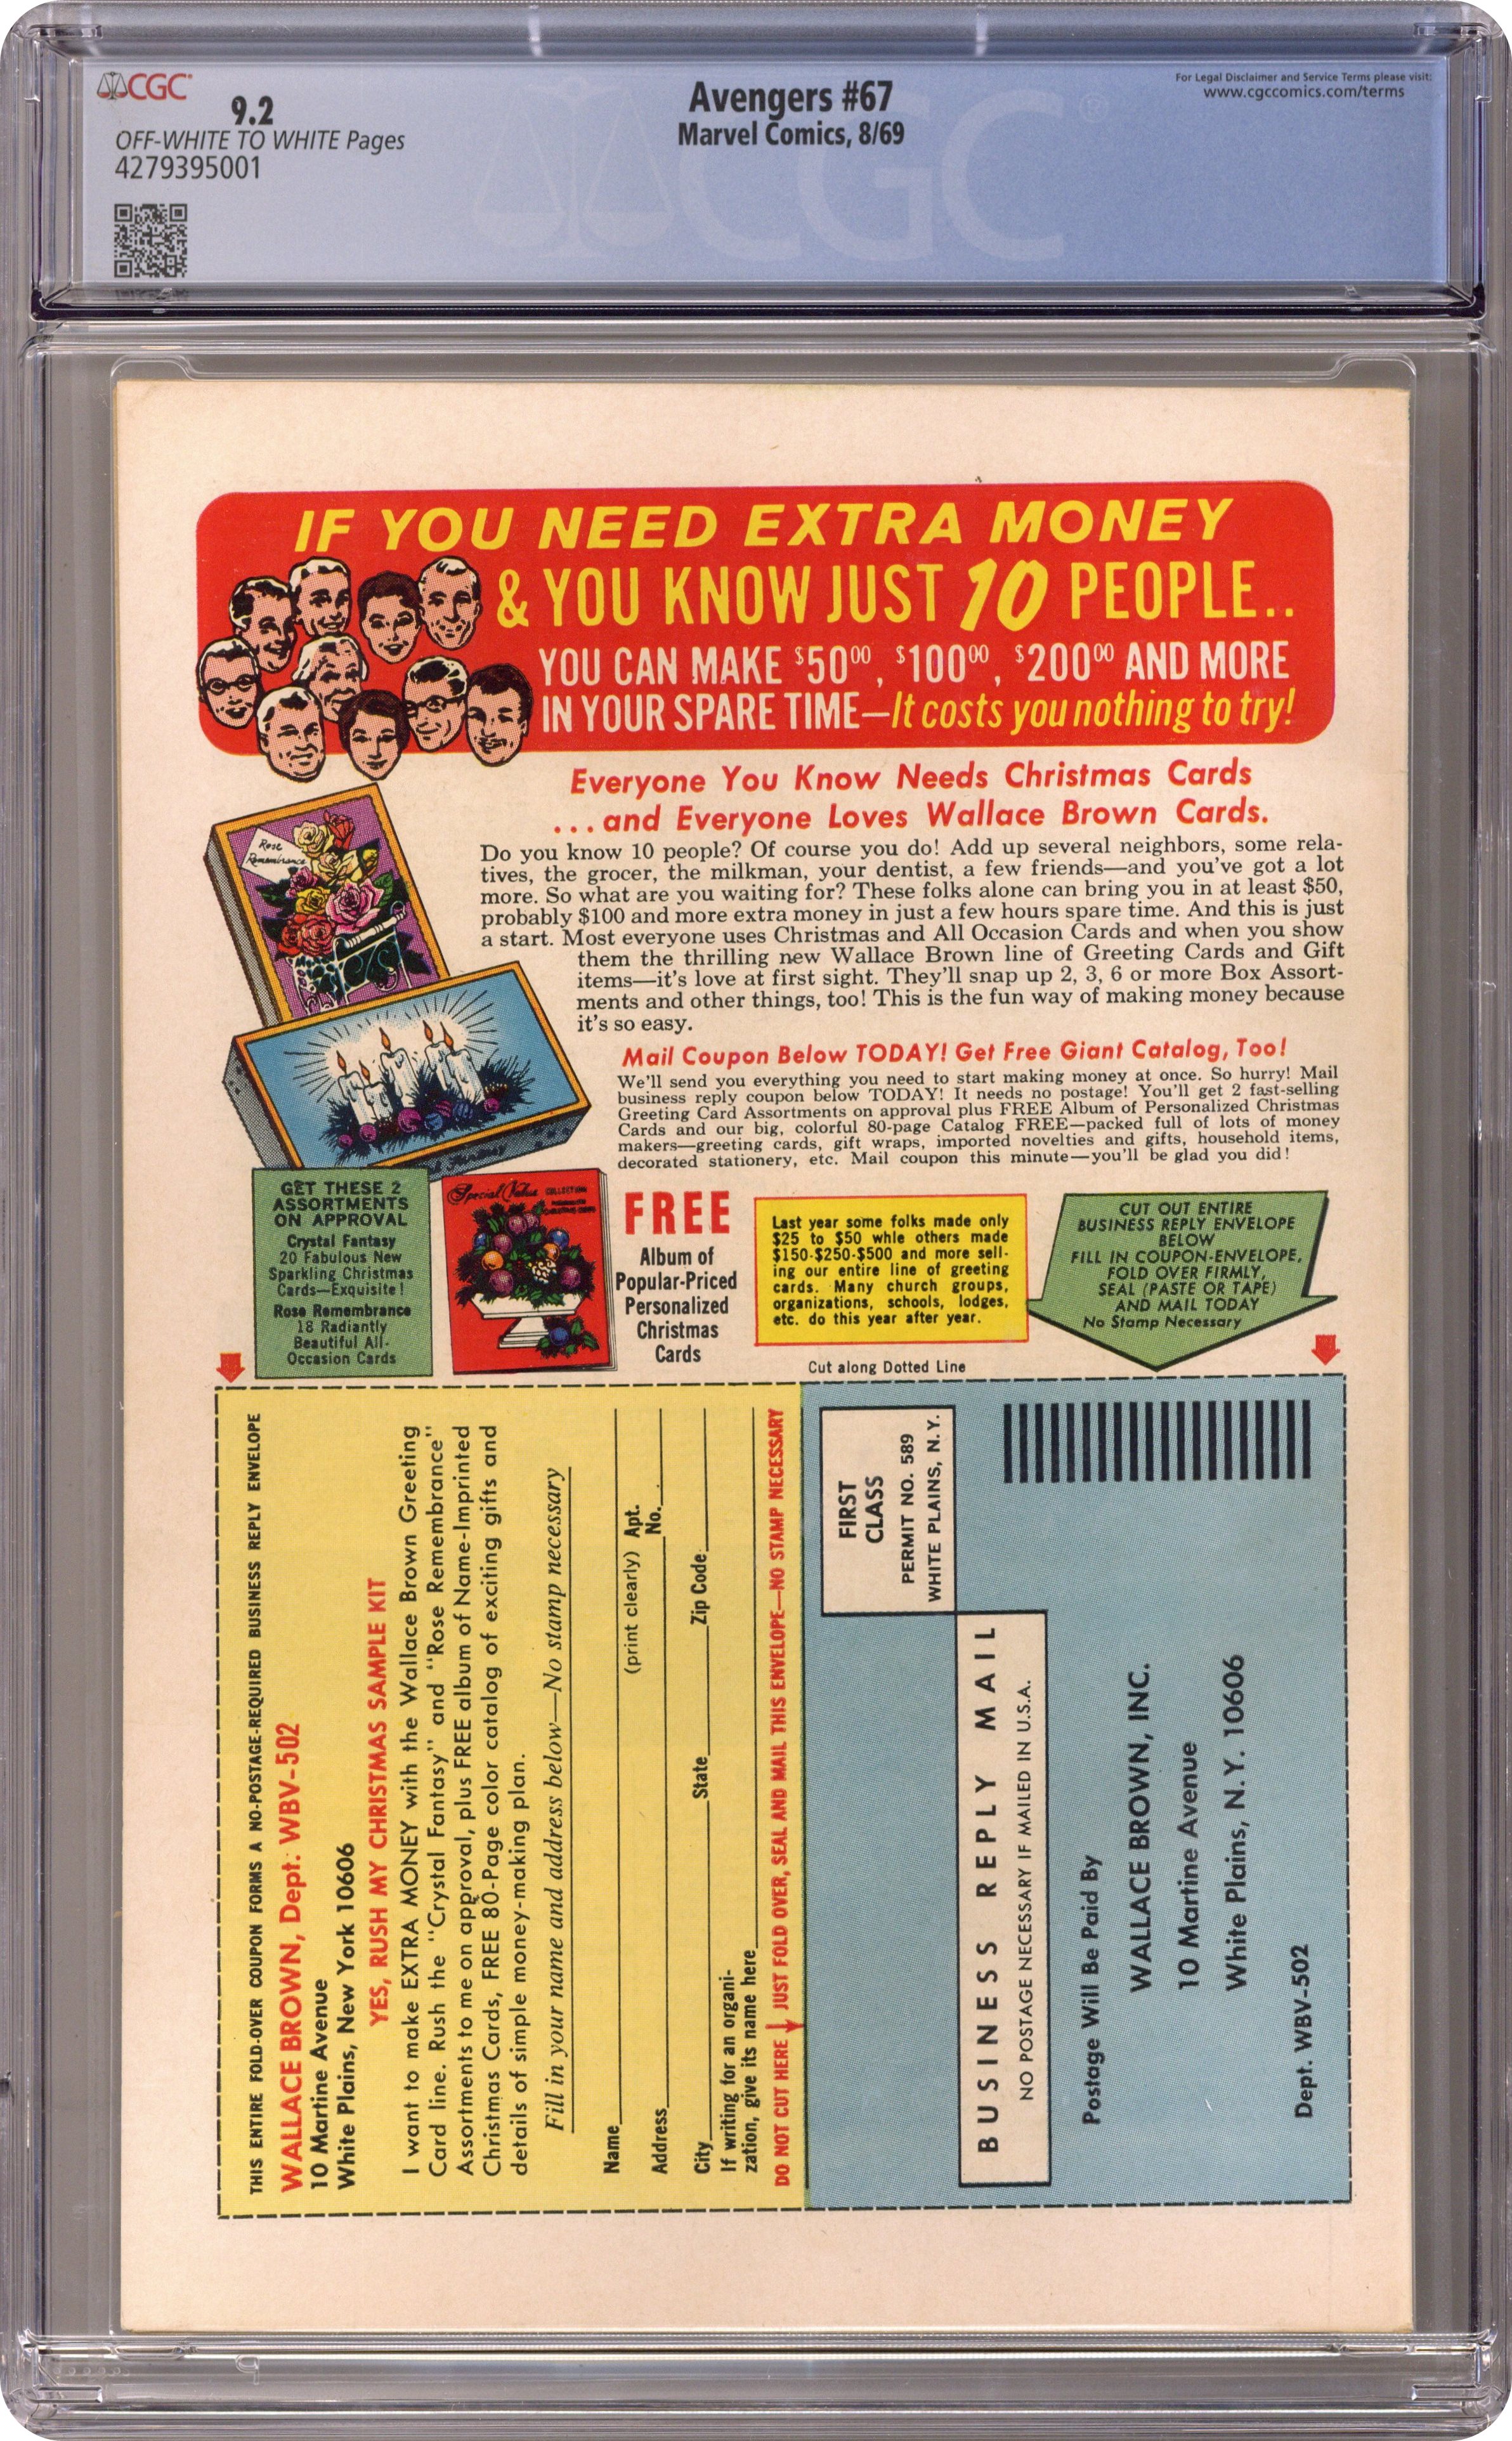 CGC
9.2
OFF-WHITE TO WHITE Pages
4279395001
Avengers #67
Marvel Comics, 8/69
For Legal Disclaimer and Service Terms please visit:
www.cgccomics.com/terms
CGC
IF YOU NEED EXTRA MONEY
& YOU KNOW JUST 10 PEOPLE..
YOU CAN MAKE $5000, $10000, $20000 AND MORE
IN YOUR SPARE TIME—It costs you nothing to try!
Everyone You Know Needs Christmas Cards
...and Everyone Loves Wallace Brown Cards.
Rose
Remembrance
Do you know 10 people? Of course you do! Add up several neighbors, some rela-
tives, the grocer, the milkman, your dentist, a few friends—and you've got a lot
more. So what are you waiting for? These folks alone can bring you in at least $50,
probably $100 and more extra money in just a few hours spare time. And this is just
a start. Most everyone uses Christmas and All Occasion Cards and when you show
them the thrilling new Wallace Brown line of Greeting Cards and Gift
items—it's love at first sight. They'll snap up 2, 3, 6 or more Box Assort-
ments and other things, too! This is the fun way of making money because
it's so easy.
Mail Coupon Below TODAY! Get Free Giant Catalog, Too!
We'll send you everything you need to start making money at once. So hurry! Mail
business reply coupon below TODAY! It needs no postage! You'll get 2 fast-selling
Greeting Card Assortments on approval plus FREE Album of Personalized Christmas
Cards and our big, colorful 80-page Catalog FREE—packed full of lots of money
makers—greeting cards, gift wraps, imported novelties and gifts, household items,
decorated stationery, etc. Mail coupon this minute—you'll be glad you did!
GET THESE 2
ASSORTMENTS
ON APPROVAL
Crystal Fantasy
20 Fabulous New
Sparkling Christmas
Cards—Exquisite!
Rose Remembrance
18 Radiantly
Beautiful All-
Occasion Cards
Special Value COLLECTION
FREE
Album of
Popular-Priced
Personalized
Christmas
Cards
Last year some folks made only
$25 to $50 whle others made
$150-$250-$500 and more sell-
ing our entire line of greeting
cards. Many church groups,
organizations, schools, lodges,
etc. do this year after year.
CUT OUT ENTIRE
BUSINESS REPLY ENVELOPE
BELOW
FILL IN COUPON-ENVELOPE,
FOLD OVER FIRMLY,
SEAL (PASTE OR TAPE)
AND MAIL TODAY
No Stamp Necessary
Cut along Dotted Line
THIS ENTIRE FOLD-OVER COUPON FORMS A NO-POSTAGE-REQUIRED BUSINESS REPLY ENVELOPE
WALLACE BROWN, Dept. WBV-502
10 Martine Avenue
White Plains, New York 10606
YES, RUSH MY CHRISTMAS SAMPLE KIT
I want to make EXTRA MONEY with the Wallace Brown Greeting
Card line. Rush the "Crystal Fantasy" and "Rose Remembrance"
Assortments to me on approval, plus FREE album of Name-Imprinted
Christmas Cards, FREE 80-Page color catalog of exciting gifts and
details of simple money-making plan.
Fill in your name and address below—No stamp necessary
Name
(print clearly) Apt.
Address No.
City State Zip Code
If writing for an organi-
zation, give its name here
DO NOT CUT HERE JUST FOLD OVER, SEAL AND MAIL THIS ENVELOPE—NO STAMP NECESSARY
FIRST
CLASS
PERMIT NO. 589
WHITE PLAINS, N.Y.
BUSINESS REPLY MAIL
NO POSTAGE NECESSARY IF MAILED IN U.S.A.
Postage Will Be Paid By
WALLACE BROWN, INC.
10 Martine Avenue
White Plains, N.Y. 10606
Dept. WBV-502